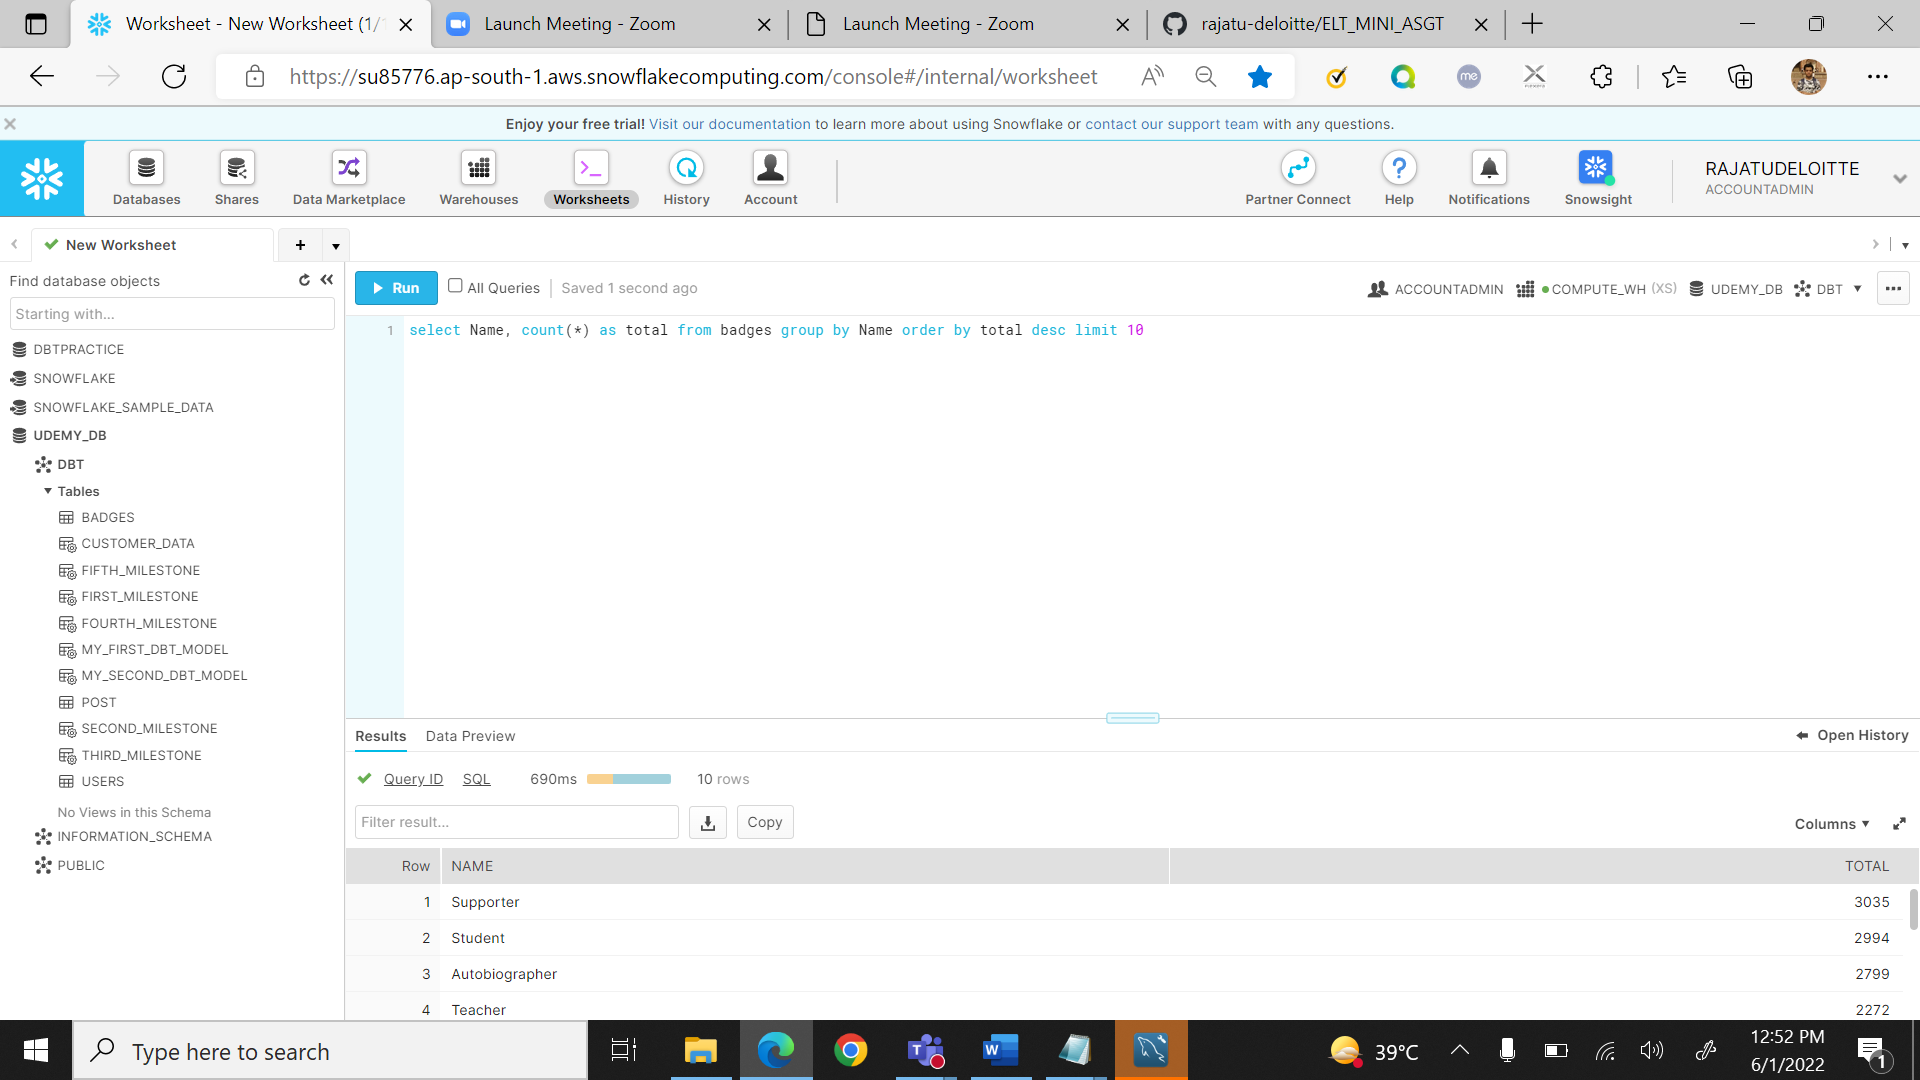 Worksheet - New Worksheet (1/1
Launch Meeting - Zoom
Launch Meeting - Zoom
rajatu-deloitte/ELT_MINI_ASGT
https://su85776.ap-south-1.aws.snowflakecomputing.com/console#/internal/worksheet
Enjoy your free trial! Visit our documentation to learn more about using Snowflake or contact our support team with any questions.
Databases
Shares
Data Marketplace
Warehouses
Worksheets
History
Account
Partner Connect
Help
Notifications
Snowsight
RAJATUDELOITTE
ACCOUNTADMIN
New Worksheet
Find database objects
Starting with...
DBTPRACTICE
SNOWFLAKE
SNOWFLAKE_SAMPLE_DATA
UDEMY_DB
DBT
Tables
BADGES
CUSTOMER_DATA
FIFTH_MILESTONE
FIRST_MILESTONE
FOURTH_MILESTONE
MY_FIRST_DBT_MODEL
MY_SECOND_DBT_MODEL
POST
SECOND_MILESTONE
THIRD_MILESTONE
USERS
No Views in this Schema
INFORMATION_SCHEMA
PUBLIC
Run
All Queries
Saved 1 second ago
ACCOUNTADMIN
COMPUTE_WH (XS)
UDEMY_DB
DBT
1 select Name, count(*) as total from badges group by Name order by total desc limit 10
Results
Data Preview
Open History
Query ID
SQL
690ms
10 rows
Filter result...
Copy
Columns
Row NAME TOTAL
1 Supporter 3035
2 Student 2994
3 Autobiographer 2799
4 Teacher 2272
Type here to search
39°C
12:52 PM
6/1/2022
1